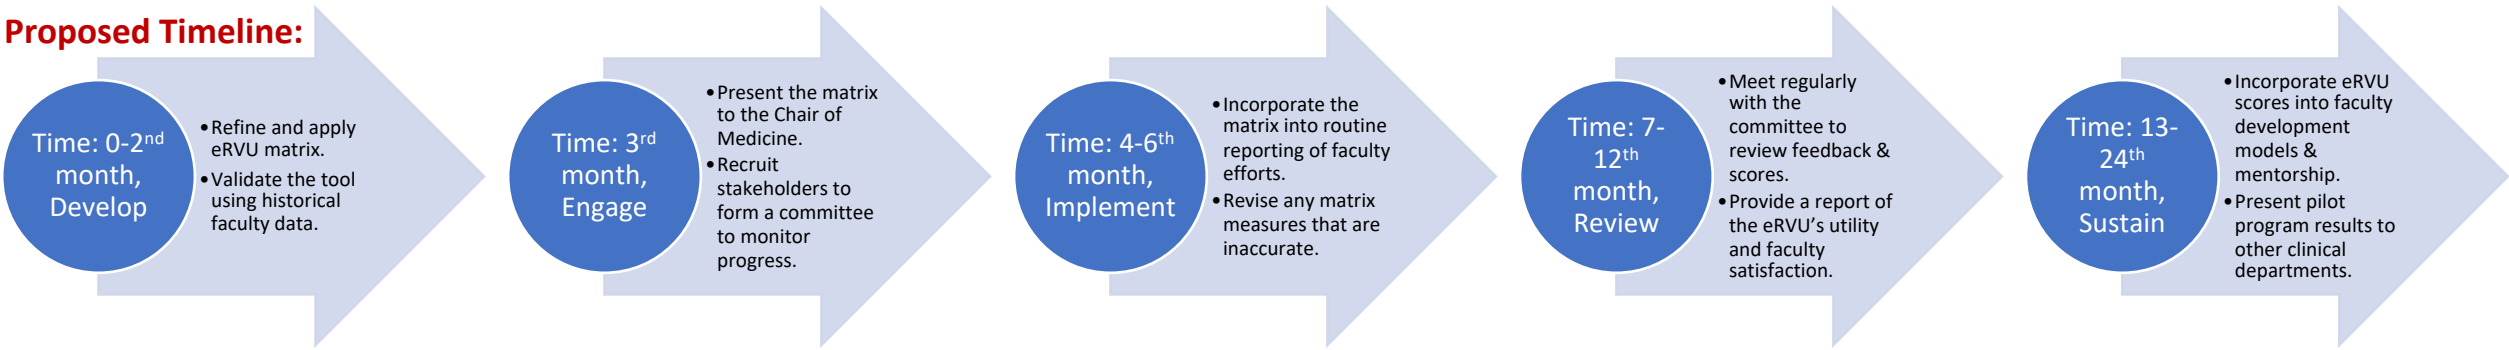 Proposed Timeline:
Time: 0-2nd
month,
Develop
•Refine and apply
eRVU matrix.
•Validate the tool
using historical
faculty data.
Time: 3rd
month,
Engage
•Present the matrix
to the Chair of
Medicine.
•Recruit
stakeholders to
form a committee
to monitor
progress.
Time: 4-6th
month,
Implement
•Incorporate the
matrix into routine
reporting of faculty
efforts.
•Revise any matrix
measures that are
inaccurate.
Time: 7-
12th
month,
Review
•Meet regularly
with the
committee to
review feedback &
scores.
•Provide a report of
the eRVU’s utility
and faculty
satisfaction.
Time: 13-
24th
month,
Sustain
•Incorporate eRVU
scores into faculty
development
models &
mentorship.
•Present pilot
program results to
other clinical
departments.